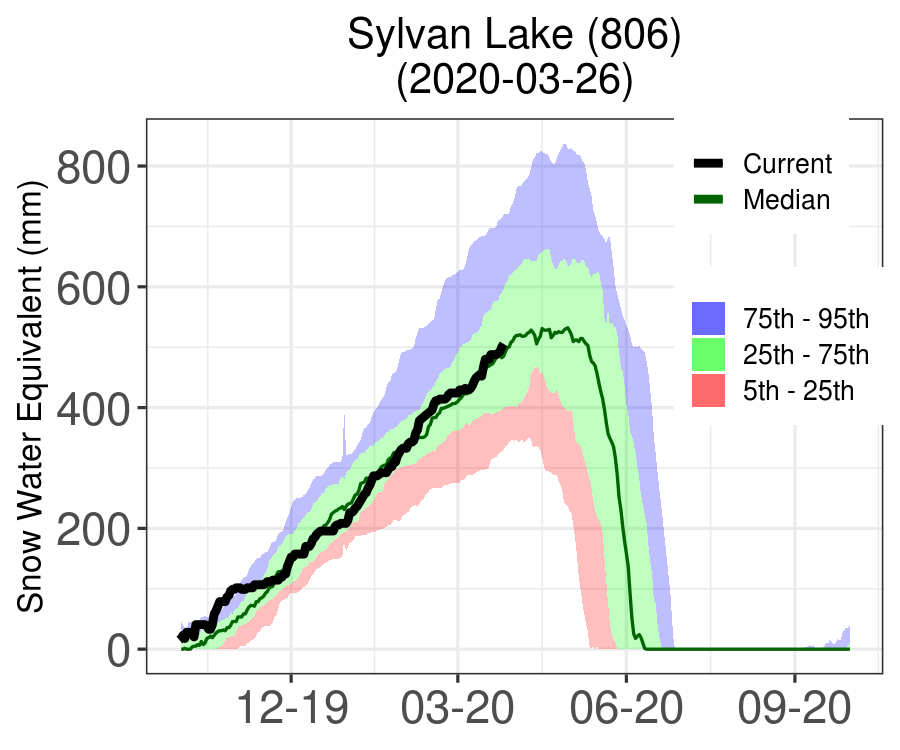 Sylvan Lake (806)
(2020-03-26)
Snow Water Equivalent (mm)
800
600
400
200
0
12-19
03-20
06-20
09-20
Current
Median
75th - 95th
25th - 75th
5th - 25th